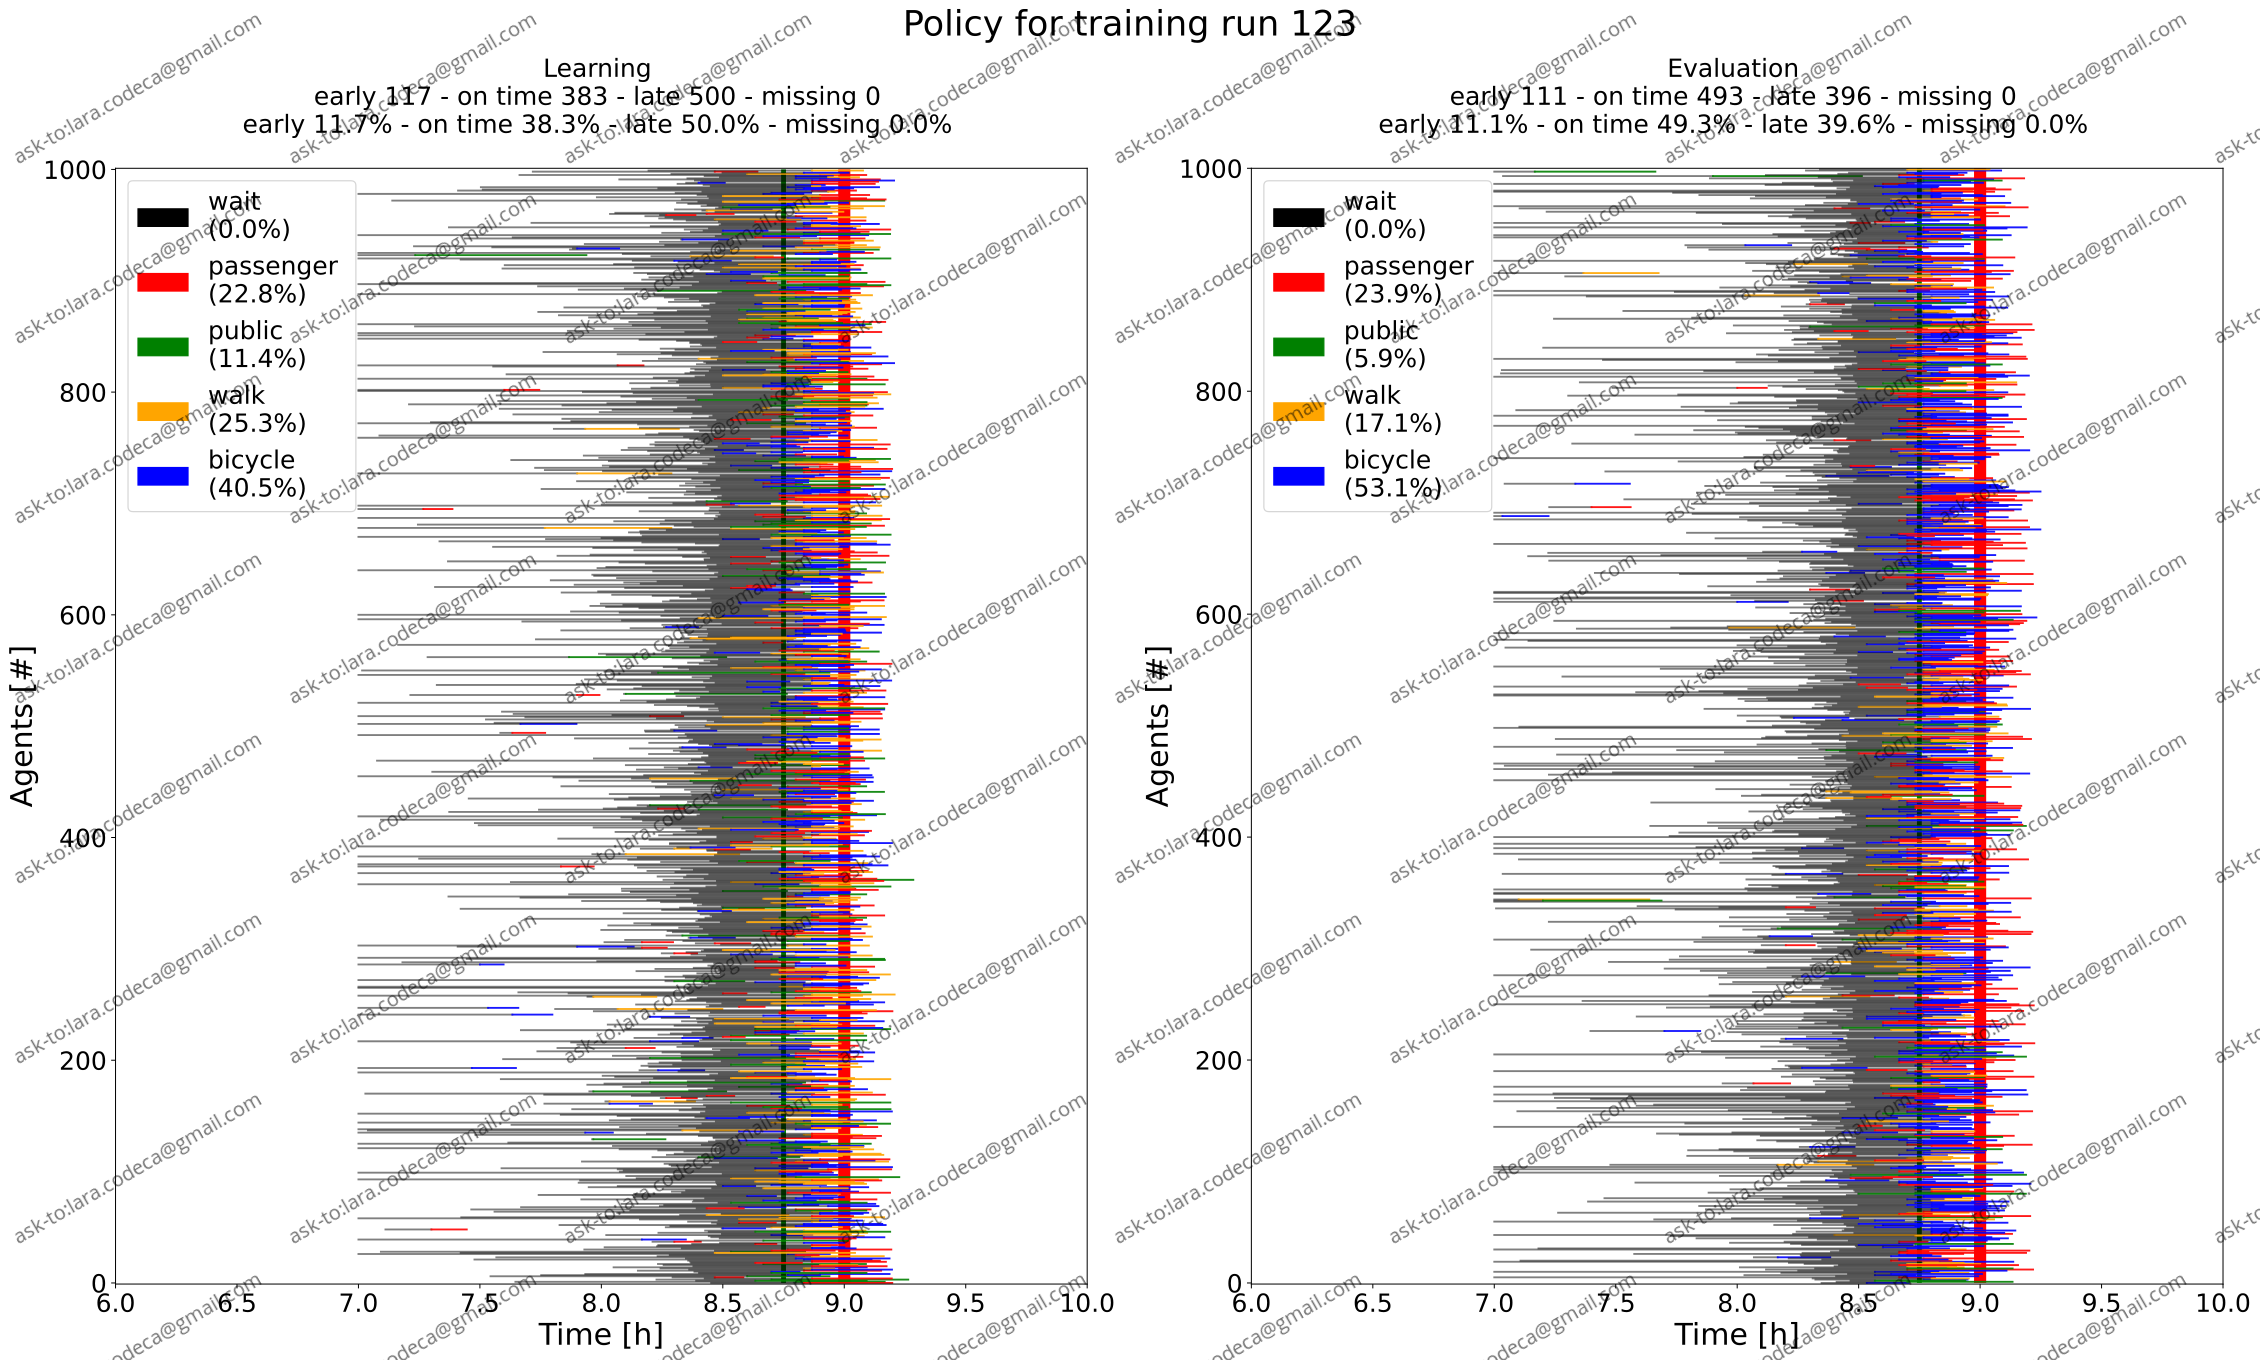 Policy for training run 123
Learning
early 117 - on time 383 - late 500 - missing 0
early 11.7% - on time 38.3% - late 50.0% - missing 0.0%
1000
800
600
400
200
0
Agents [#]
wait
(0.0%)
passenger
(22.8%)
public
(11.4%)
walk
(25.3%)
bicycle
(40.5%)
6.0 6.5 7.0 7.5 8.0 8.5 9.0 9.5 10.0
Time [h]
Evaluation
early 111 - on time 493 - late 396 - missing 0
early 11.1% - on time 49.3% - late 39.6% - missing 0.0%
1000
800
600
400
200
0
Agents [#]
wait
(0.0%)
passenger
(23.9%)
public
(5.9%)
walk
(17.1%)
bicycle
(53.1%)
6.0 6.5 7.0 7.5 8.0 8.5 9.0 9.5 10.0
Time [h]
ask-to:lara.codeca@gmail.com